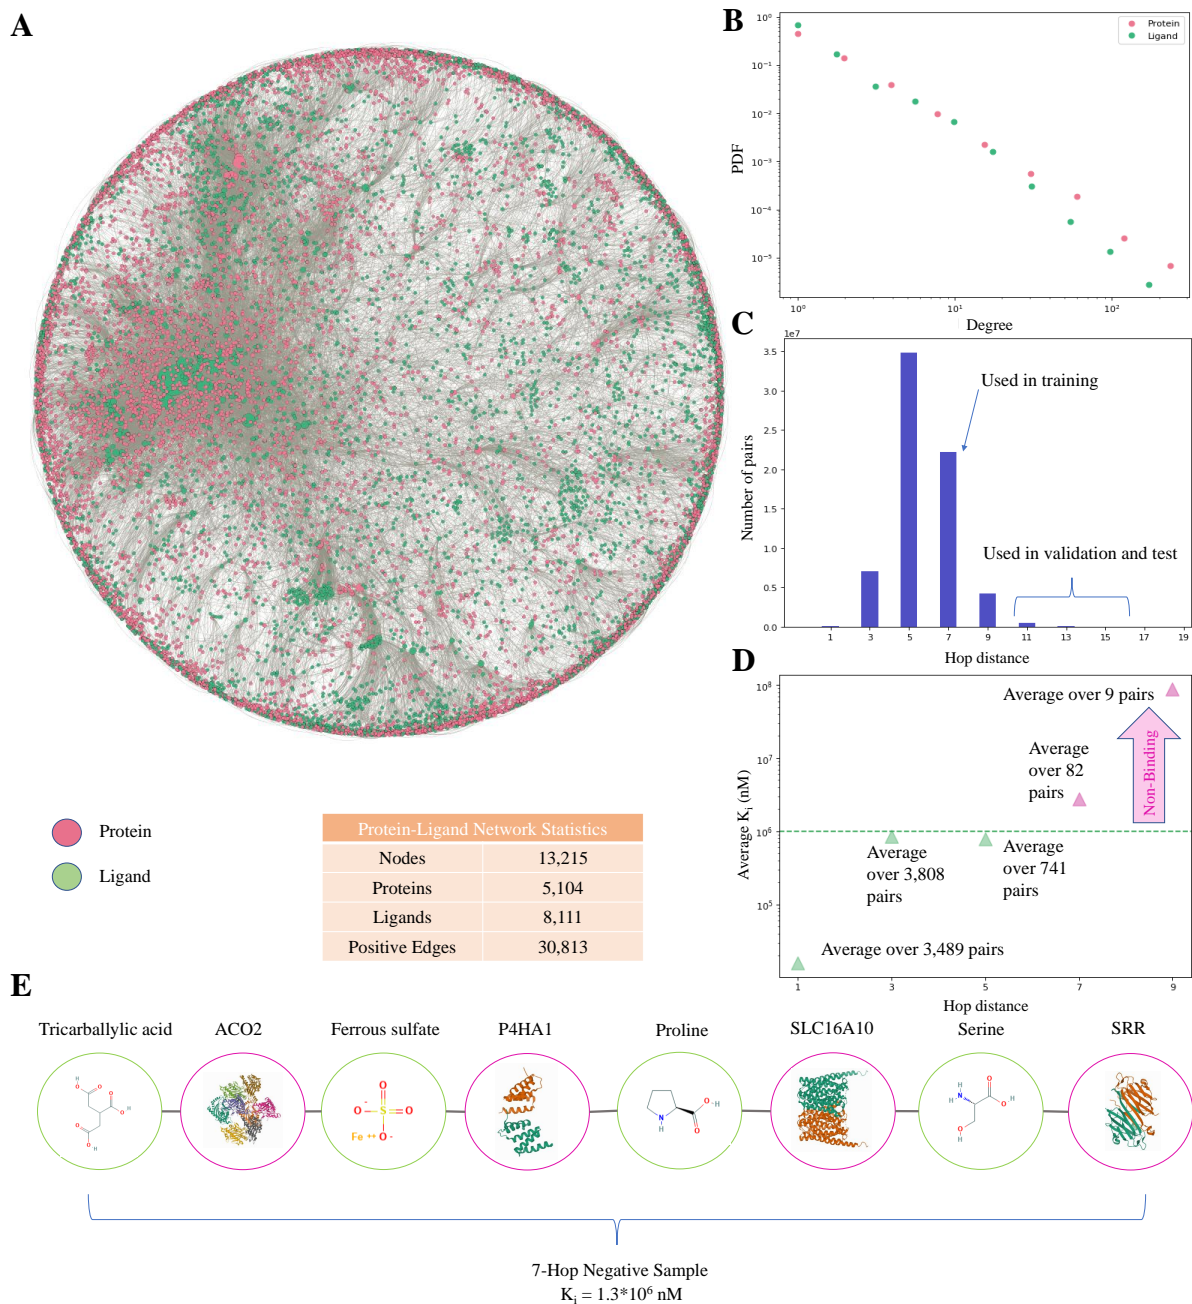 A
Protein
Ligand
Protein-Ligand Network Statistics
Nodes 13,215
Proteins 5,104
Ligands 8,111
Positive Edges 30,813
B
10⁰
10⁻¹
10⁻²
10⁻³
10⁻⁴
10⁻⁵
PDF
Protein
Ligand
10⁰ 10¹ 10²
Degree
C
1e7
3.5
3.0
2.5
2.0
1.5
1.0
0.5
0.0
Number of pairs
Used in training
Used in validation and test
1 3 5 7 9 11 13 15 17 19
Hop distance
D
10⁸
10⁷
10⁶
10⁵
Average Kᵢ (nM)
Average over 9 pairs
Non-Binding
Average
over 82
pairs
Average
over 3,808
pairs
Average
over 741
pairs
Average over 3,489 pairs
1 3 5 7 9
Hop distance
E
Tricarballylic acid ACO2 Ferrous sulfate P4HA1 Proline SLC16A10 Serine SRR
H O O O O H O O H
O O - S O O - Fe ++
N H O H O
H N H O O H O H
7-Hop Negative Sample
Kᵢ = 1.3*10⁶ nM